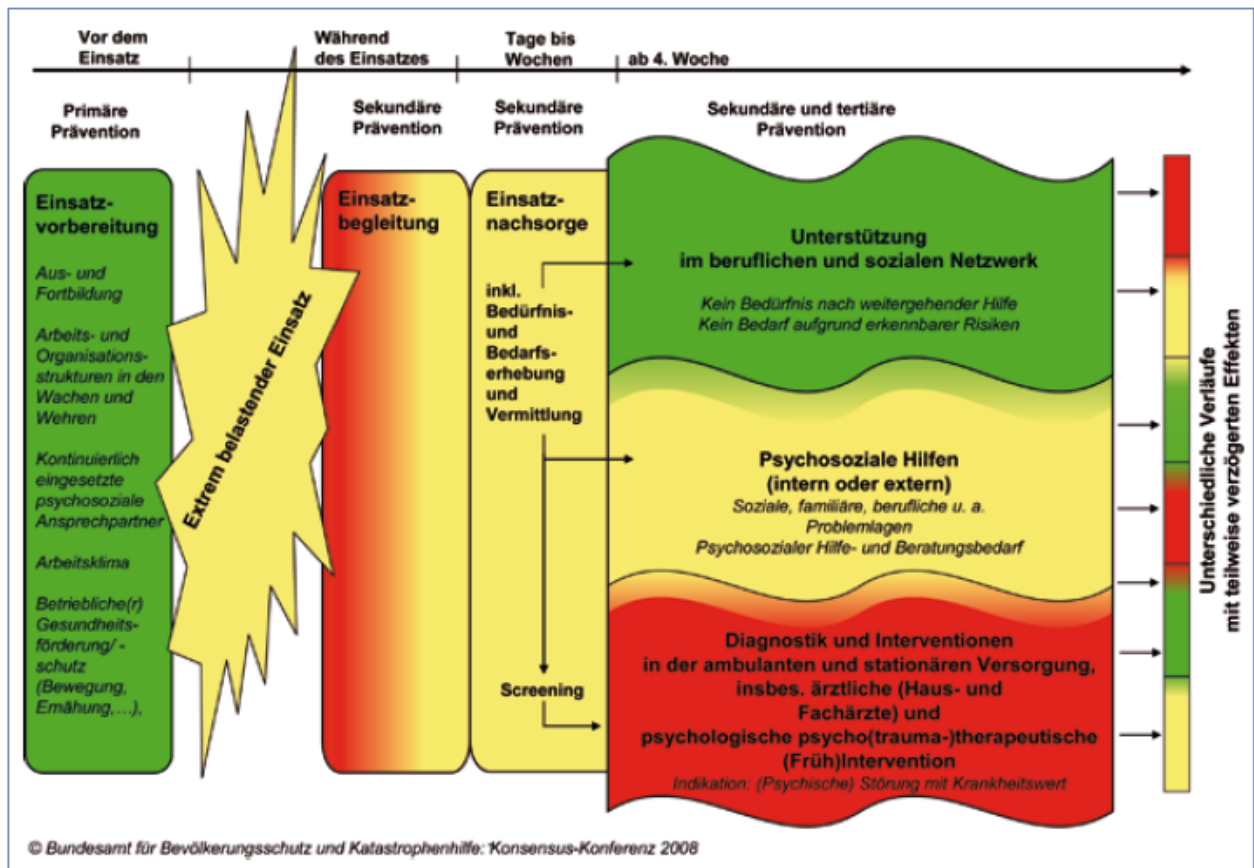 Vor dem
Einsatz
Während
des Einsatzes
Tage bis
Wochen
ab 4. Woche
Primäre
Prävention
Sekundäre
Prävention
Sekundäre
Prävention
Sekundäre und tertiäre
Prävention
Einsatz-
vorbereitung
Aus- und
Fortbildung
Arbeits- und
Organisations-
strukturen in den
Wachen und
Wehren
Kontinuierlich
eingesetzte
psychosoziale
Ansprechpartner
Arbeitsklima
Betriebliche(r)
Gesundheits-
förderung/ -
schutz
(Bewegung,
Ernährung,…),
Extrem belastender Einsatz
Einsatz-
begleitung
Einsatz-
nachsorge
inkl.
Bedürfnis-
und
Bedarfs-
erhebung
und
Vermittlung
Screening
Unterstützung
im beruflichen und sozialen Netzwerk
Kein Bedürfnis nach weitergehender Hilfe
Kein Bedarf aufgrund erkennbarer Risiken
Psychosoziale Hilfen
(intern oder extern)
Soziale, familiäre, berufliche u. a.
Problemlagen
Psychosozialer Hilfe- und Beratungsbedarf
Diagnostik und Interventionen
in der ambulanten und stationären Versorgung,
insbes. ärztliche (Haus- und
Fachärzte) und
psychologische psycho(trauma-)therapeutische
(Früh)Intervention
Indikation: (Psychische) Störung mit Krankheitswert
Unterschiedliche Verläufe
mit teilweise verzögerten Effekten
© Bundesamt für Bevölkerungsschutz und Katastrophenhilfe: Konsensus-Konferenz 2008